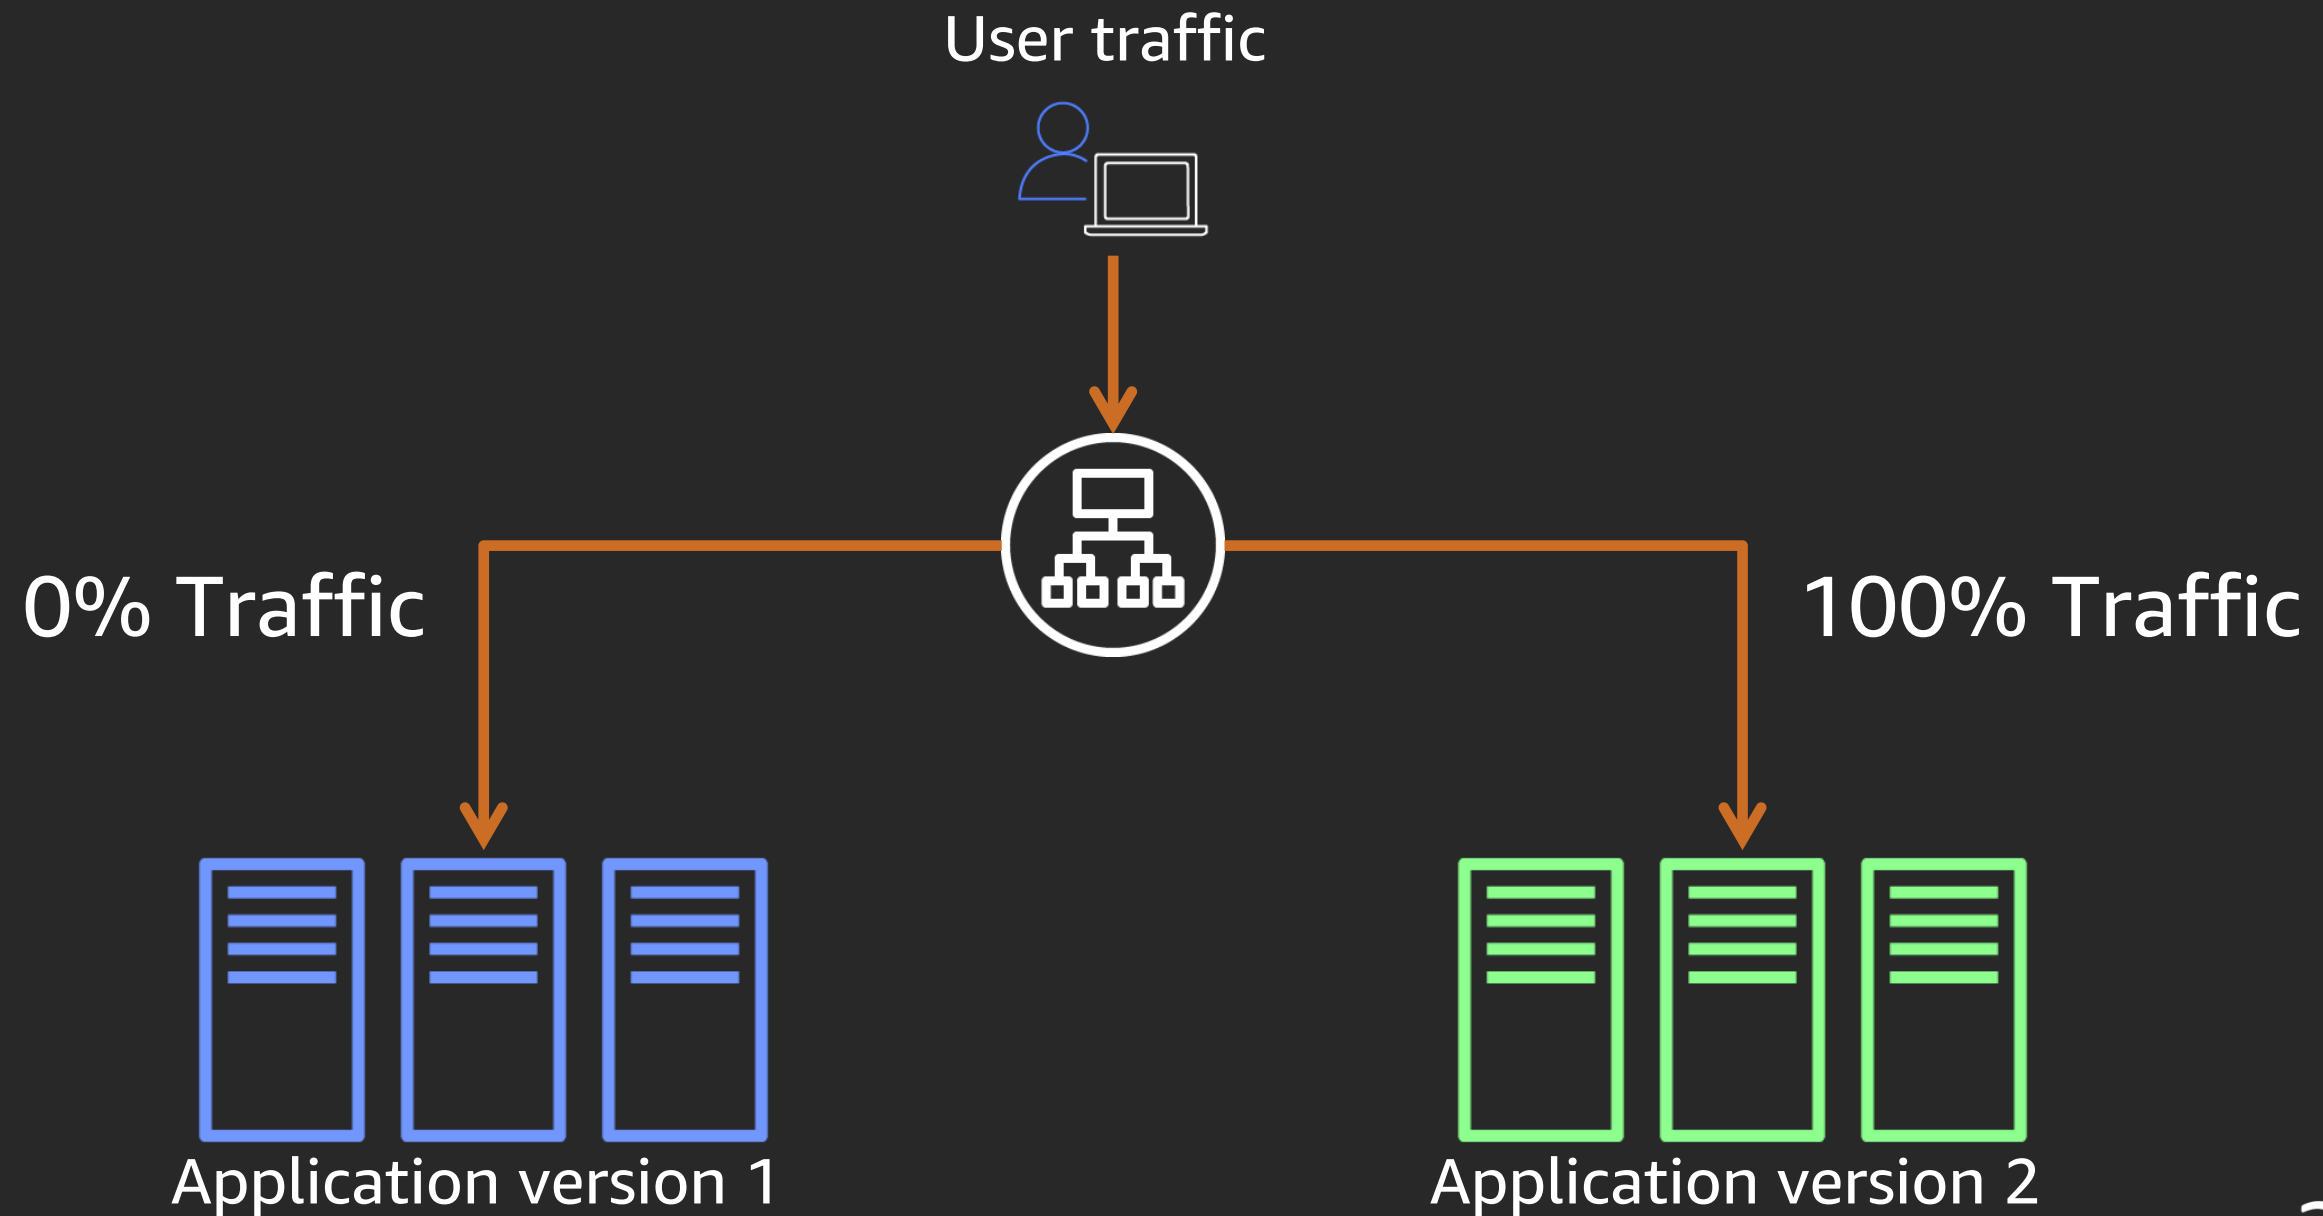 User traffic
0% Traffic
100% Traffic
Application version 1
Application version 2